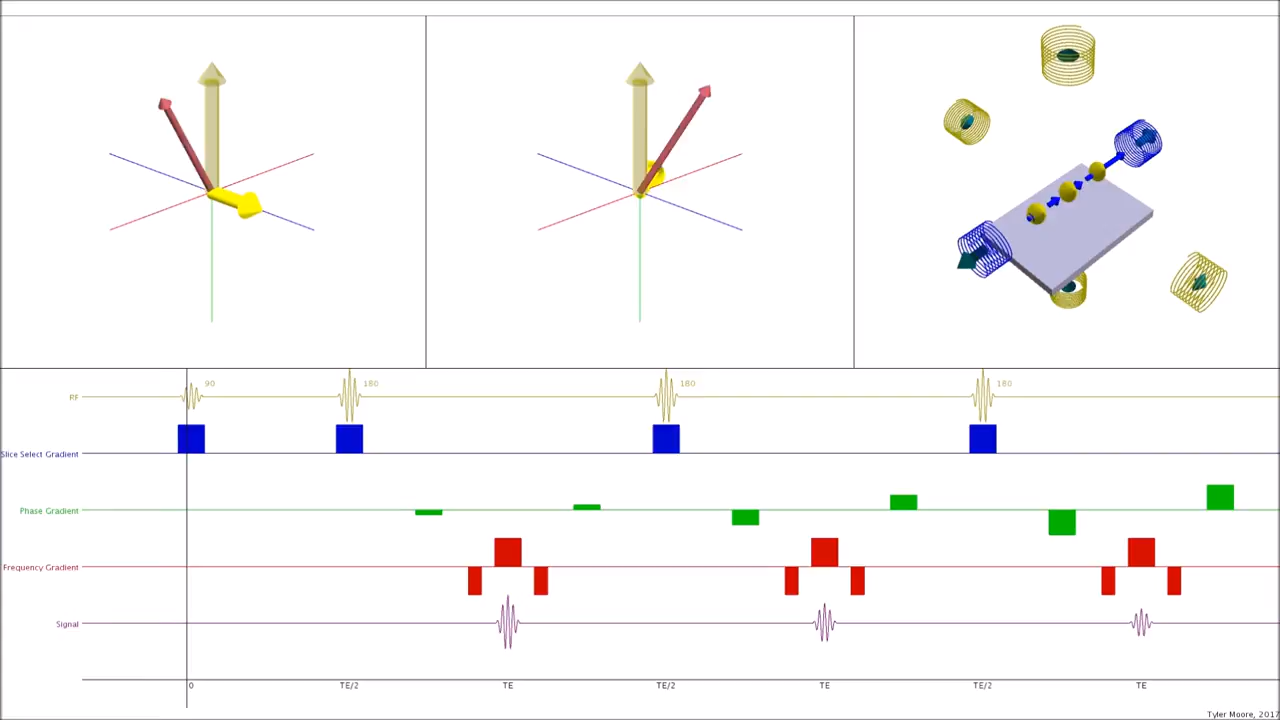 90
180
180
180
RF
Slice Select Gradient
Phase Gradient
Frequency Gradient
Signal
0
TE/2
TE
TE/2
TE
TE/2
TE
Tyler Moore, 2017